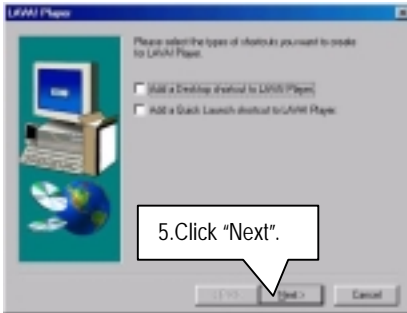 LAVA! Player
Please select the types of shortcuts you want to create
for LAVA! Player.
Add a Desktop shortcut to LAVA! Player
Add a Quick Launch shortcut to LAVA! Player.
5.Click “Next”.
Next >
Cancel